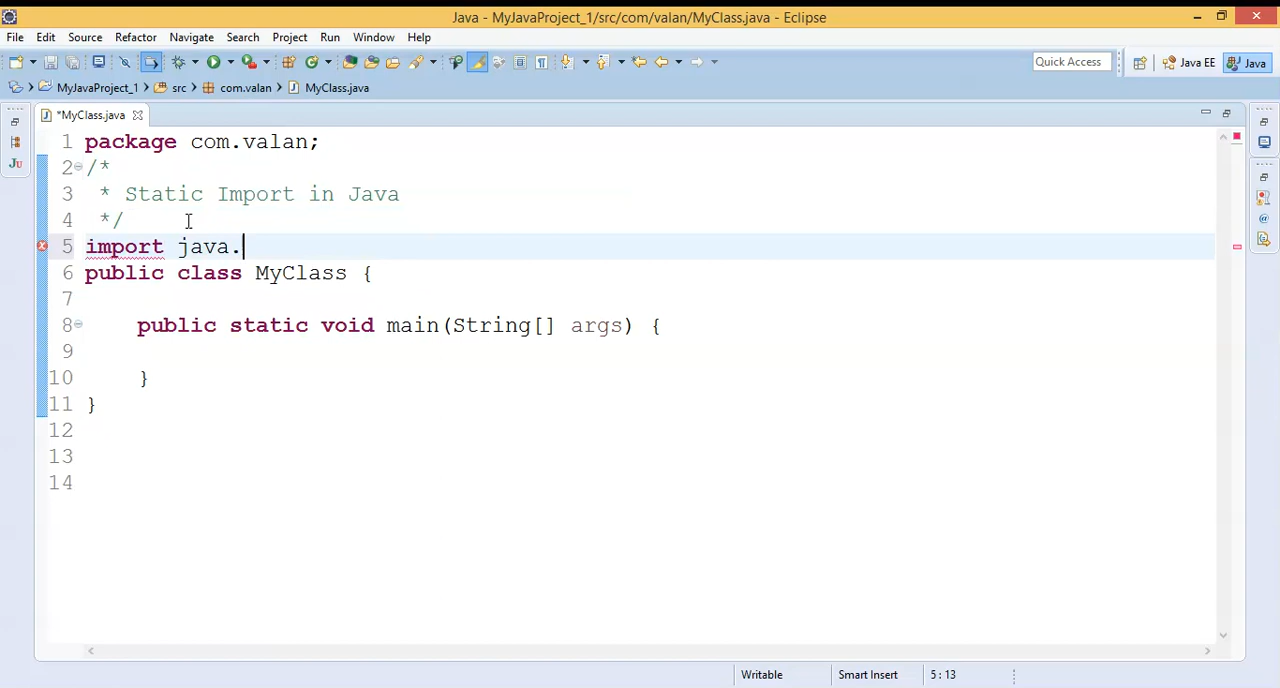 Java - MyJavaProject_1/src/com/valan/MyClass.java - Eclipse
File Edit Source Refactor Navigate Search Project Run Window Help
Quick Access Java EE Java
MyJavaProject_1 src com.valan MyClass.java
*MyClass.java
1 package com.valan;
2 /*
3 * Static Import in Java
4 */
5 import java.
6 public class MyClass {
7
8 public static void main(String[] args) {
9
10 }
11 }
12
13
14
Writable Smart Insert 5 : 13